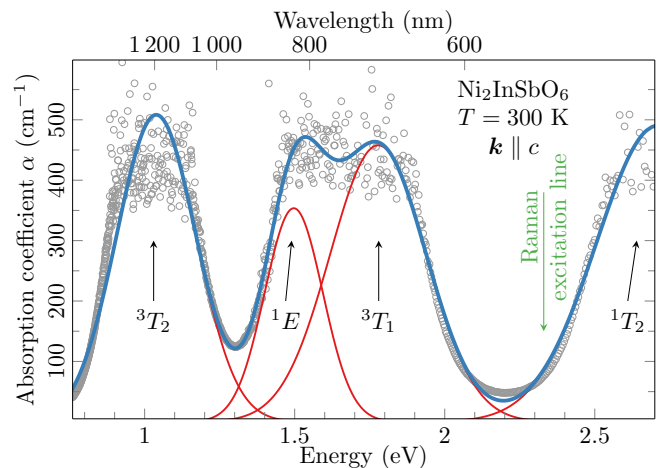 Wavelength (nm)
1 200 1 000 800 600
Absorption coefficient α (cm⁻¹)
500
400
300
200
100
Ni₂InSbO₆
T = 300 K
k ∥ c
Raman
excitation line
³T₂ ¹E ³T₁ ¹T₂
1 1.5 2 2.5
Energy (eV)